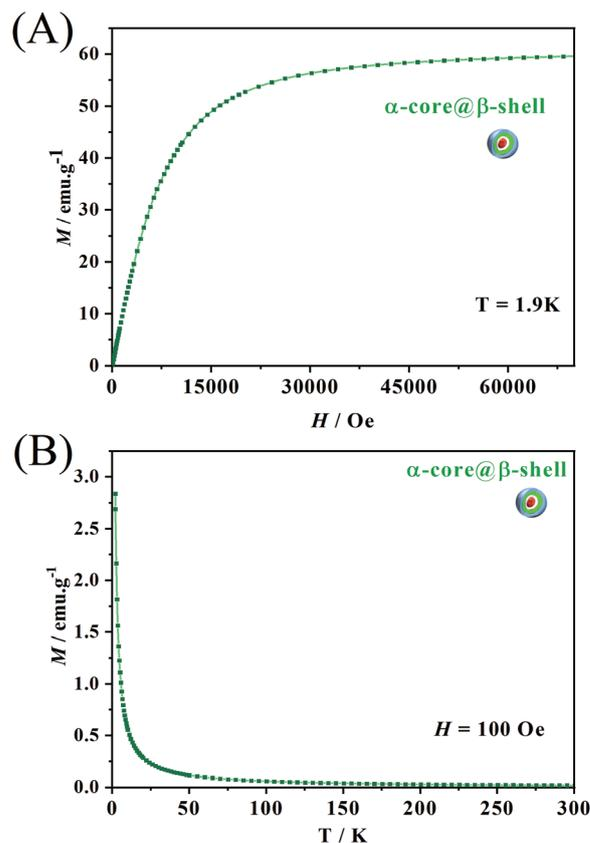 (A)
60
50
40
30
20
10
0
M / emu.g-1
α-core@β-shell
T = 1.9K
0 15000 30000 45000 60000
H / Oe
(B)
3.0
2.5
2.0
1.5
1.0
0.5
0.0
M / emu.g-1
α-core@β-shell
H = 100 Oe
0 50 100 150 200 250 300
T / K